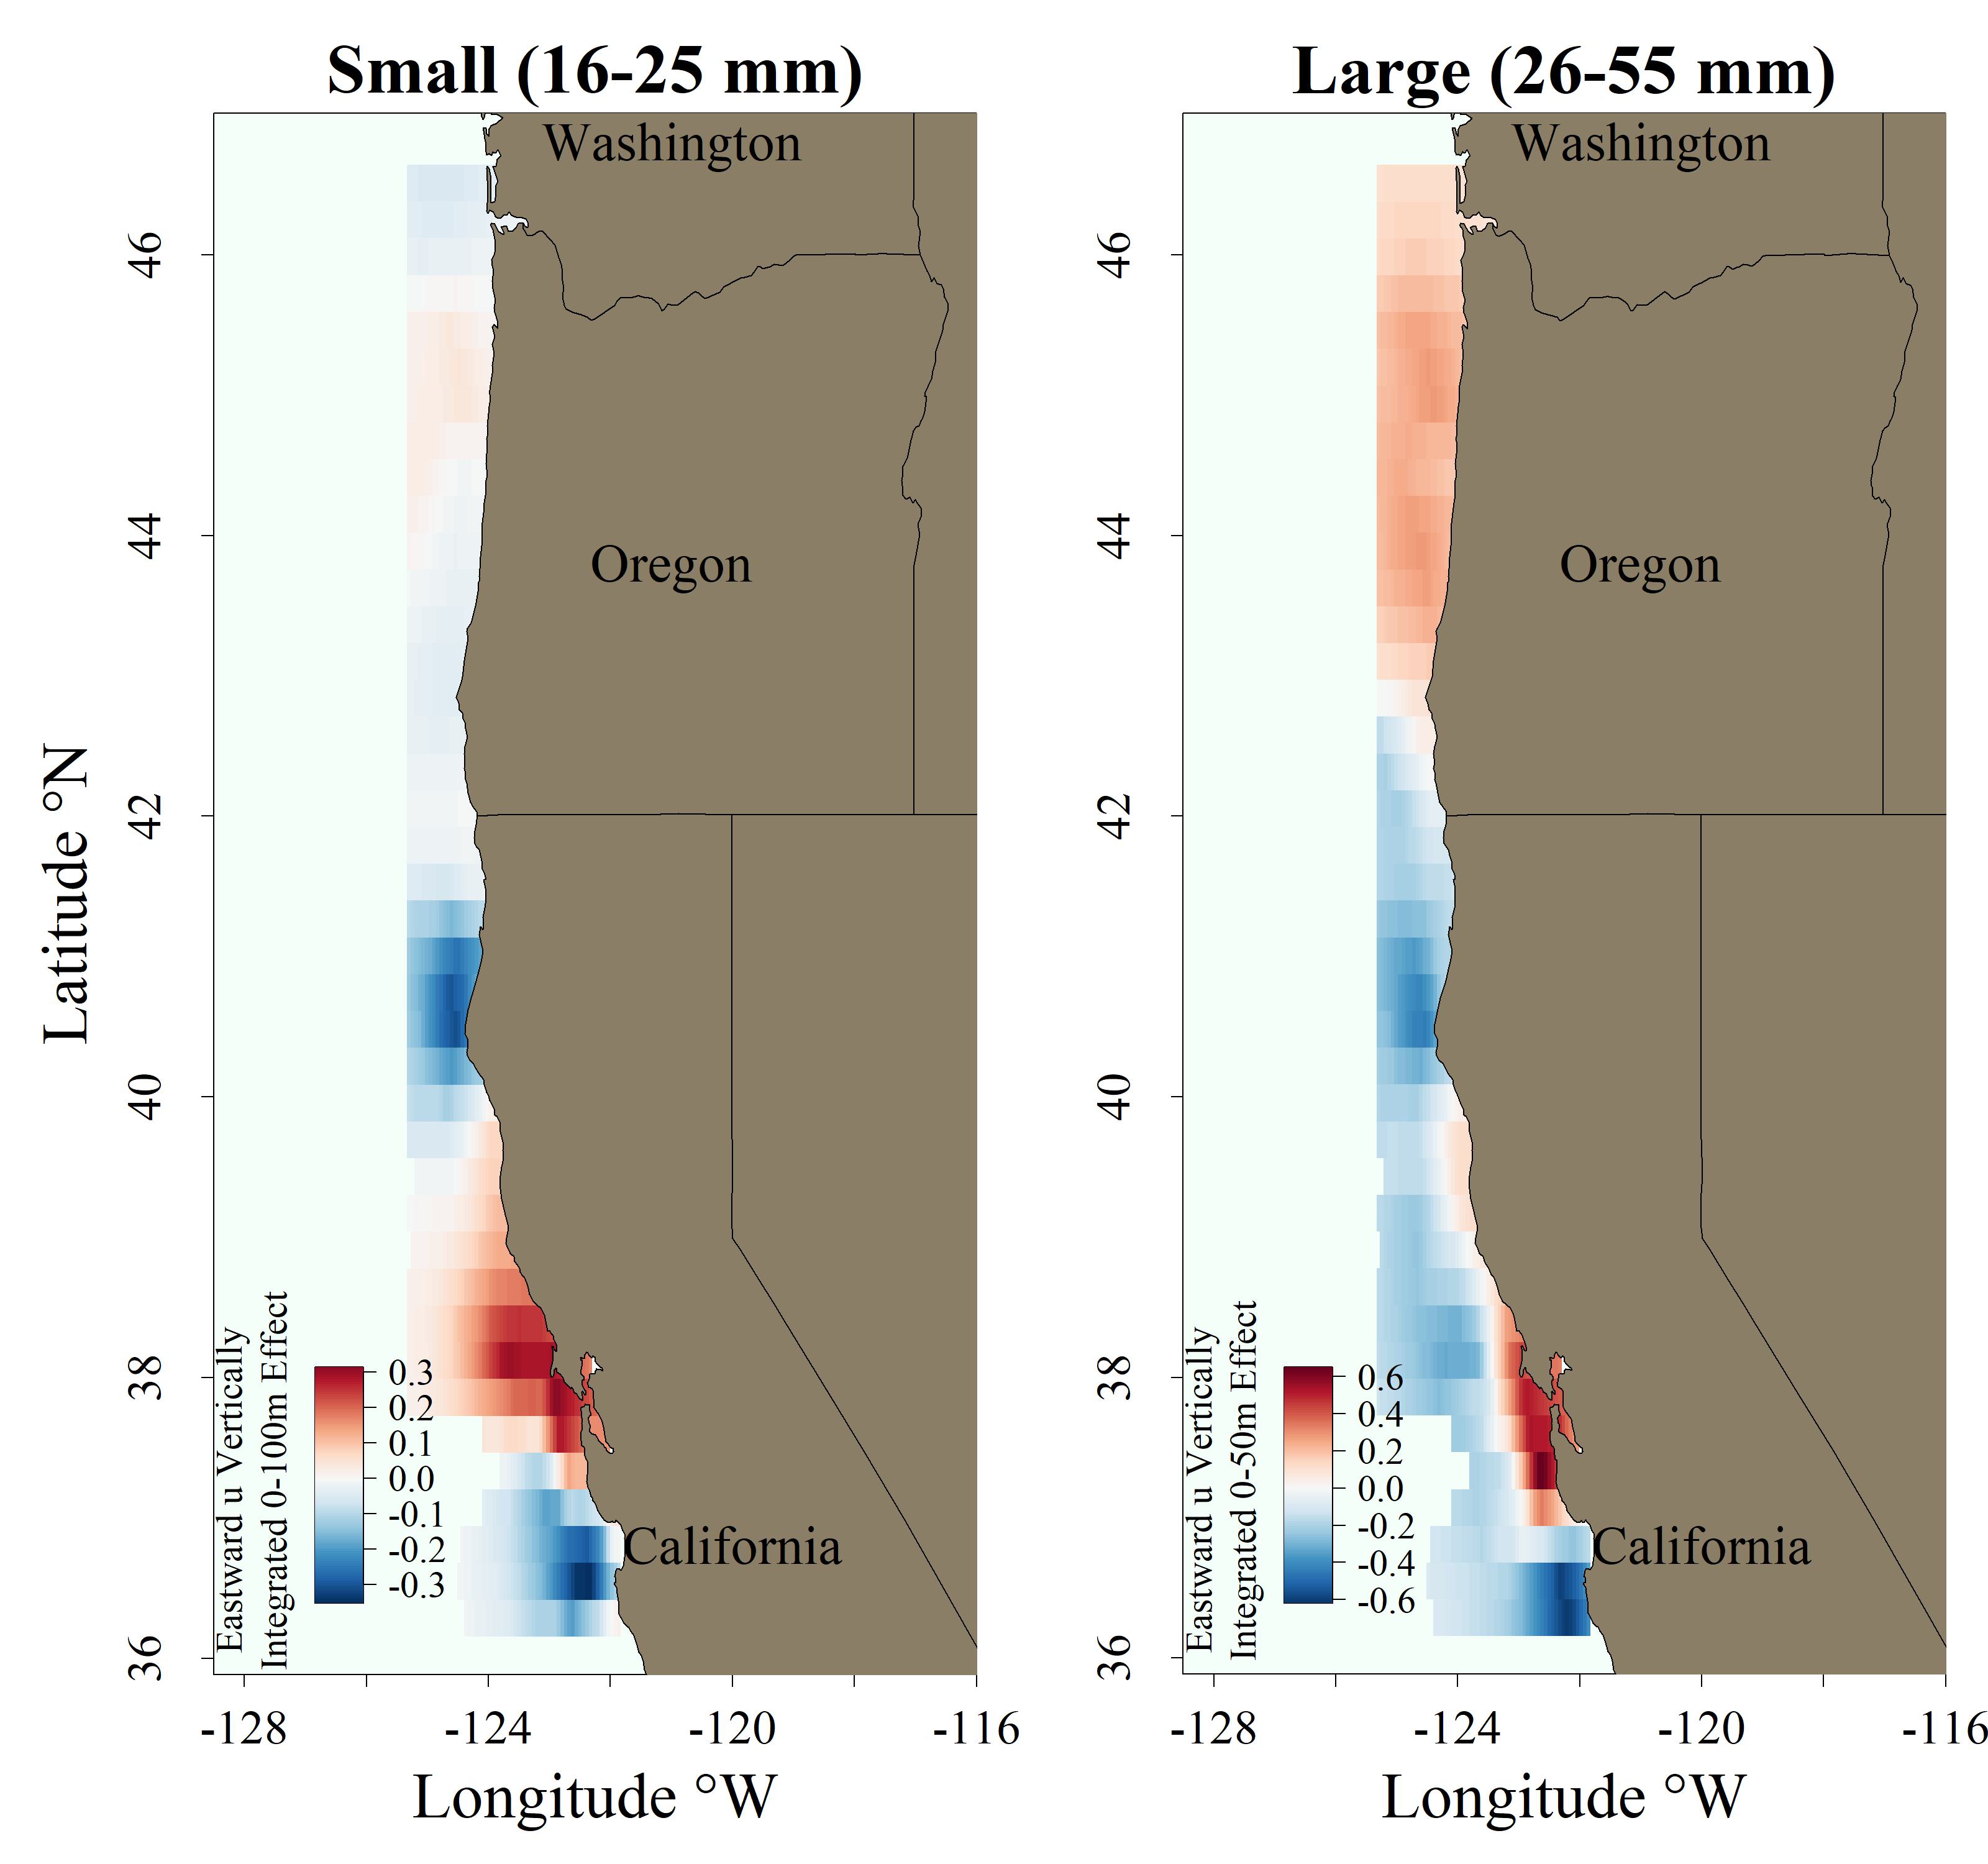 Small (16-25 mm)
Large (26-55 mm)
Washington
Oregon
California
Washington
Oregon
California
Latitude °N
46
44
42
40
38
36
46
44
42
40
38
36
Eastward u Vertically
Integrated 0-100m Effect
0.3
0.2
0.1
0.0
-0.1
-0.2
-0.3
Eastward u Vertically
Integrated 0-50m Effect
0.6
0.4
0.2
0.0
-0.2
-0.4
-0.6
-128
-124
-120
-116
-128
-124
-120
-116
Longitude °W
Longitude °W